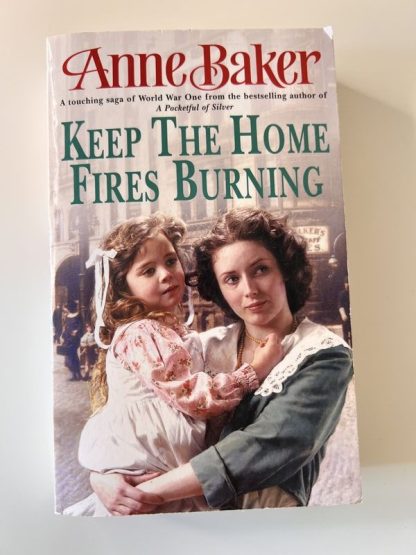 Anne Baker
A touching saga of World War One from the bestselling author of
A Pocketful of Silver
KEEP THE HOME
FIRES BURNING